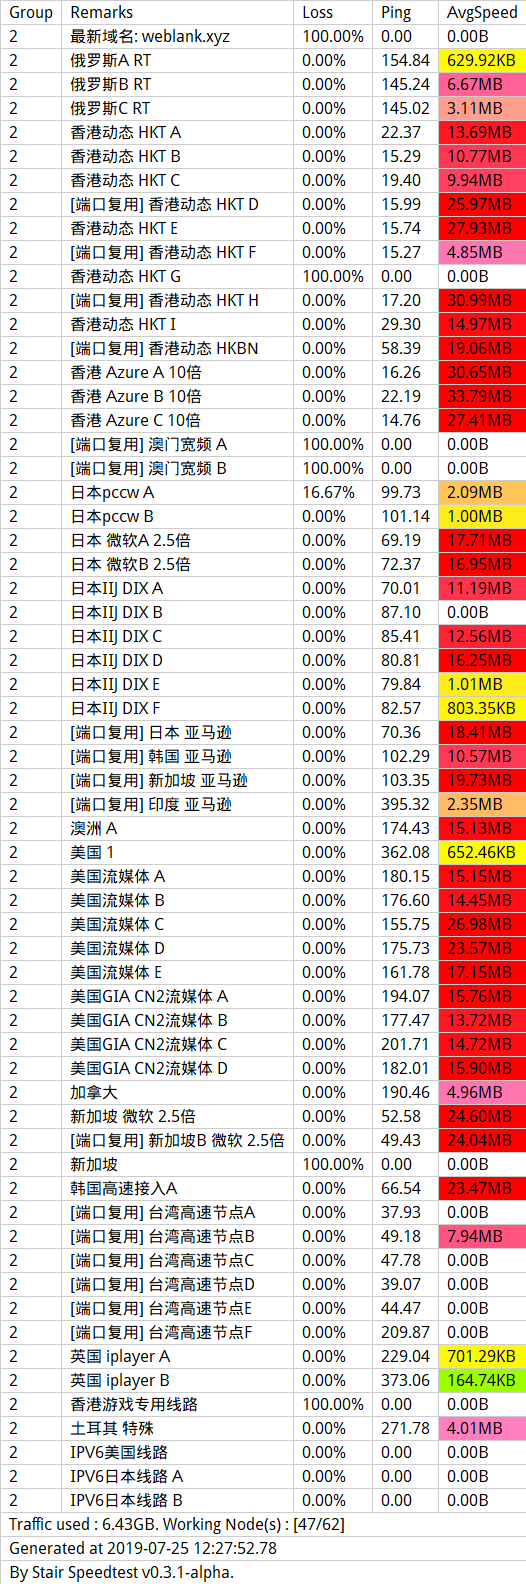 Group Remarks Loss Ping AvgSpeed
2 最新域名: weblank.xyz 100.00% 0.00 0.00B
2 俄罗斯A RT 0.00% 154.84 629.92KB
2 俄罗斯B RT 0.00% 145.24 6.67MB
2 俄罗斯C RT 0.00% 145.02 3.11MB
2 香港动态 HKT A 0.00% 22.37 13.69MB
2 香港动态 HKT B 0.00% 15.29 10.77MB
2 香港动态 HKT C 0.00% 19.40 9.94MB
2 [端口复用] 香港动态 HKT D 0.00% 15.99 25.97MB
2 香港动态 HKT E 0.00% 15.74 27.93MB
2 [端口复用] 香港动态 HKT F 0.00% 15.27 4.85MB
2 香港动态 HKT G 100.00% 0.00 0.00B
2 [端口复用] 香港动态 HKT H 0.00% 17.20 30.99MB
2 香港动态 HKT I 0.00% 29.30 14.97MB
2 [端口复用] 香港动态 HKBN 0.00% 58.39 19.06MB
2 香港 Azure A 10倍 0.00% 16.26 30.65MB
2 香港 Azure B 10倍 0.00% 22.19 33.79MB
2 香港 Azure C 10倍 0.00% 14.76 27.41MB
2 [端口复用] 澳门宽频 A 100.00% 0.00 0.00B
2 [端口复用] 澳门宽频 B 100.00% 0.00 0.00B
2 日本pccw A 16.67% 99.73 2.09MB
2 日本pccw B 0.00% 101.14 1.00MB
2 日本 微软A 2.5倍 0.00% 69.19 17.71MB
2 日本 微软B 2.5倍 0.00% 72.37 16.95MB
2 日本IIJ DIX A 0.00% 70.01 11.19MB
2 日本IIJ DIX B 0.00% 87.10 0.00B
2 日本IIJ DIX C 0.00% 85.41 12.56MB
2 日本IIJ DIX D 0.00% 80.81 16.25MB
2 日本IIJ DIX E 0.00% 79.84 1.01MB
2 日本IIJ DIX F 0.00% 82.57 803.35KB
2 [端口复用] 日本 亚马逊 0.00% 70.36 18.41MB
2 [端口复用] 韩国 亚马逊 0.00% 102.29 10.57MB
2 [端口复用] 新加坡 亚马逊 0.00% 103.35 19.73MB
2 [端口复用] 印度 亚马逊 0.00% 395.32 2.35MB
2 澳洲 A 0.00% 174.43 15.13MB
2 美国 1 0.00% 362.08 652.46KB
2 美国流媒体 A 0.00% 180.15 15.15MB
2 美国流媒体 B 0.00% 176.60 14.45MB
2 美国流媒体 C 0.00% 155.75 26.98MB
2 美国流媒体 D 0.00% 175.73 23.57MB
2 美国流媒体 E 0.00% 161.78 17.15MB
2 美国GIA CN2流媒体 A 0.00% 194.07 15.76MB
2 美国GIA CN2流媒体 B 0.00% 177.47 13.72MB
2 美国GIA CN2流媒体 C 0.00% 201.71 14.72MB
2 美国GIA CN2流媒体 D 0.00% 182.01 15.90MB
2 加拿大 0.00% 190.46 4.96MB
2 新加坡 微软 2.5倍 0.00% 52.58 24.60MB
2 [端口复用] 新加坡B 微软 2.5倍 0.00% 49.43 24.04MB
2 新加坡 100.00% 0.00 0.00B
2 韩国高速接入A 0.00% 66.54 23.47MB
2 [端口复用] 台湾高速节点A 0.00% 37.93 0.00B
2 [端口复用] 台湾高速节点B 0.00% 49.18 7.94MB
2 [端口复用] 台湾高速节点C 0.00% 47.78 0.00B
2 [端口复用] 台湾高速节点D 0.00% 39.07 0.00B
2 [端口复用] 台湾高速节点E 0.00% 44.47 0.00B
2 [端口复用] 台湾高速节点F 0.00% 209.87 0.00B
2 英国 iplayer A 0.00% 229.04 701.29KB
2 英国 iplayer B 0.00% 373.06 164.74KB
2 香港游戏专用线路 100.00% 0.00 0.00B
2 土耳其 特殊 0.00% 271.78 4.01MB
2 IPV6美国线路 0.00% 0.00 0.00B
2 IPV6日本线路 A 0.00% 0.00 0.00B
2 IPV6日本线路 B 0.00% 0.00 0.00B
Traffic used : 6.43GB. Working Node(s) : [47/62]
Generated at 2019-07-25 12:27:52.78
By Stair Speedtest v0.3.1-alpha.